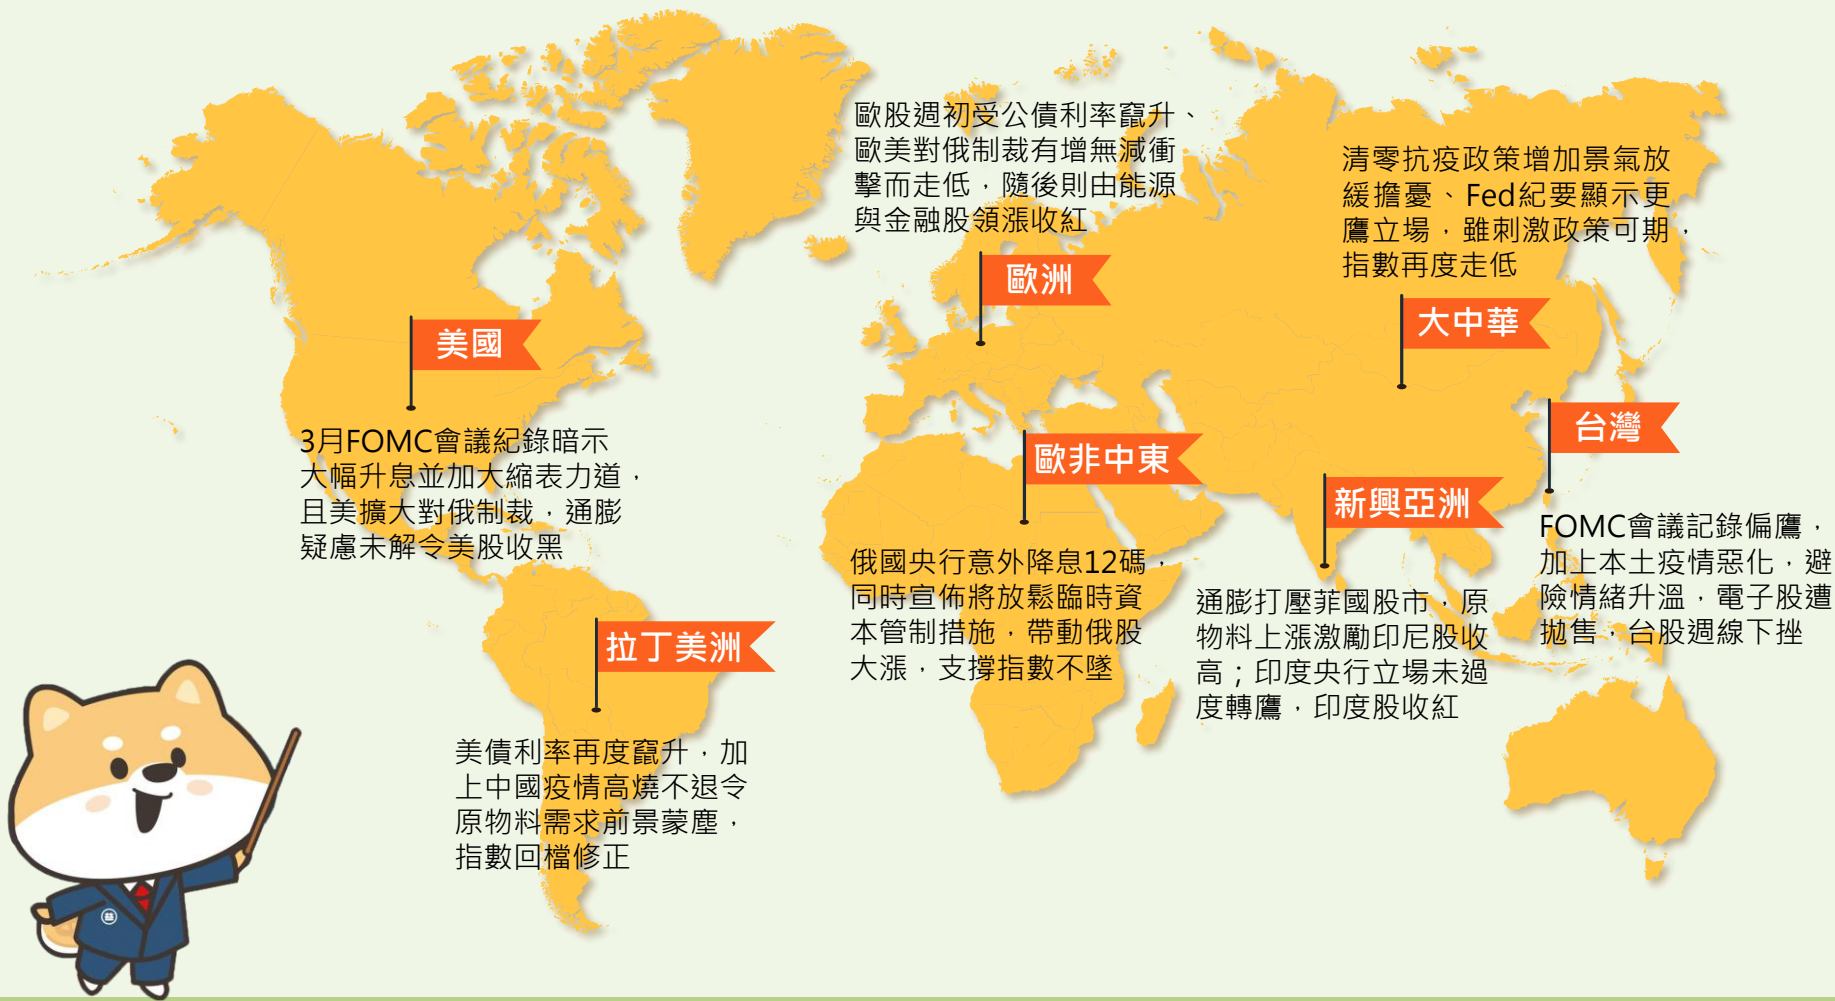 歐股週初受公債利率竄升、
歐美對俄制裁有增無減衝
擊而走低，隨後則由能源
與金融股領漲收紅
歐洲
清零抗疫政策增加景氣放
緩擔憂、Fed紀要顯示更
鷹立場，雖刺激政策可期，
指數再度走低
大中華
美國
3月FOMC會議紀錄暗示
大幅升息並加大縮表力道，
且美擴大對俄制裁，通膨
疑慮未解令美股收黑
台灣
FOMC會議記錄偏鷹，
加上本土疫情惡化，避
險情緒升溫，電子股遭
拋售，台股週線下挫
歐非中東
俄國央行意外降息12碼，
同時宣佈將放鬆臨時資
本管制措施，帶動俄股
大漲，支撐指數不墜
新興亞洲
通膨打壓菲國股市，原
物料上漲激勵印尼股收
高；印度央行立場未過
度轉鷹，印度股收紅
拉丁美洲
美債利率再度竄升，加
上中國疫情高燒不退令
原物料需求前景蒙塵，
指數回檔修正